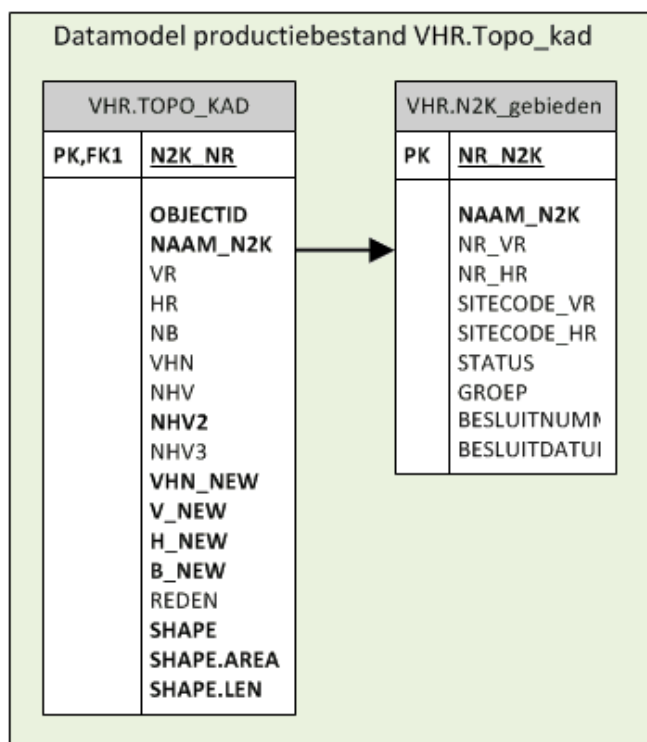 Datamodel productiebestand VHR.Topo_kad
VHR.TOPO_KAD
PK,FK1 N2K_NR
OBJECTID
NAAM_N2K
VR
HR
NB
VHN
NHV
NHV2
NHV3
VHN_NEW
V_NEW
H_NEW
B_NEW
REDEN
SHAPE
SHAPE.AREA
SHAPE.LEN
VHR.N2K_gebieden
PK NR_N2K
NAAM_N2K
NR_VR
NR_HR
SITECODE_VR
SITECODE_HR
STATUS
GROEP
BESLUITNUMM
BESLUITDATUI